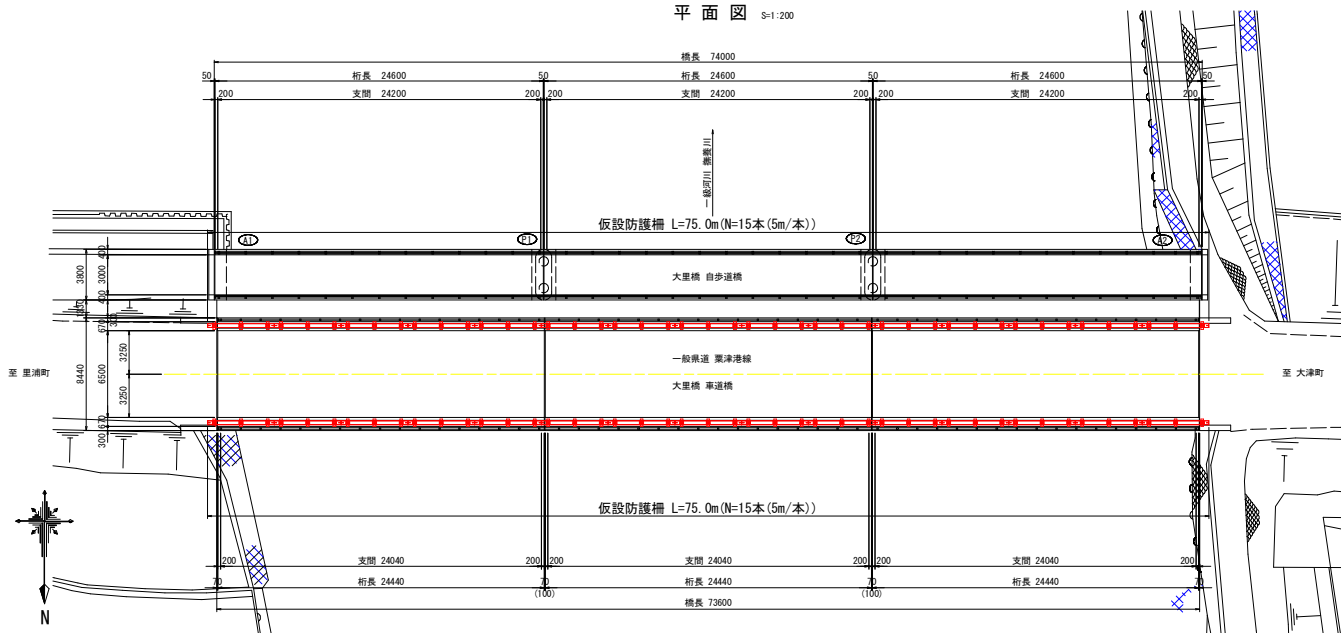 平 面 図 S=1:200
橋長 74000
50 桁長 24600 50 桁長 24600 50 桁長 24600 50
200 支間 24200 200 200 支間 24200 200 200 支間 24200 200
一級河川 撫養川
仮設防護柵 L=75.0m(N=15本(5m/本))
A1 P1 P2 A2
400
3800 3000
大里橋 自歩道橋
400
300
670
3250
一般県道 粟津港線
至 里浦町 8440 6500 至 大津町
大里橋 車道橋
3250
670
300
仮設防護柵 L=75.0m(N=15本(5m/本))
200 支間 24040 200 200 支間 24040 200 200 支間 24040 200
70 桁長 24440 70 桁長 24440 70 桁長 24440 70
(100) (100)
橋長 73600
N